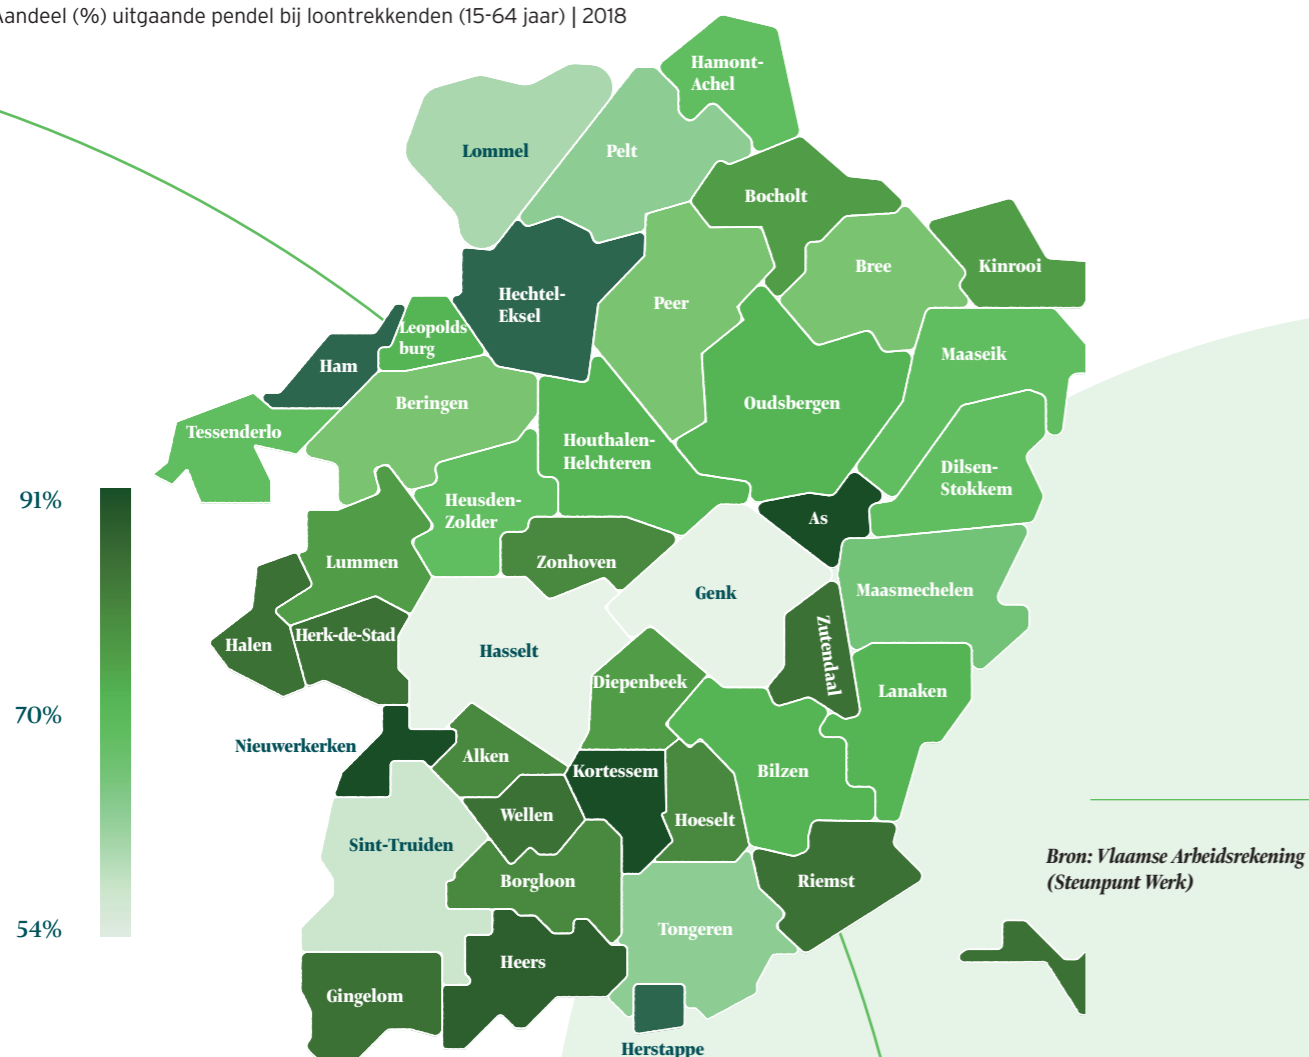 Aandeel (%) uitgaande pendel bij loontrekkenden (15-64 jaar) | 2018
Hamont-
Achel
Lommel
Pelt
Bocholt
Bree
Kinrooi
Hechtel-
Eksel
Peer
Leopolds
burg
Ham
Maaseik
Beringen
Oudsbergen
Tessenderlo
Houthalen-
Helchteren
Dilsen-
Stokkem
91%
Heusden-
Zolder
As
Lummen
Zonhoven
Genk
Maasmechelen
Halen
Herk-de-Stad
Hasselt
Zutendaal
Diepenbeek
Lanaken
70%
Nieuwerkerken
Alken
Kortessem
Bilzen
Wellen
Hoeselt
Sint-Truiden
Borgloon
Riemst
Bron: Vlaamse Arbeidsrekening
(Steunpunt Werk)
54%
Tongeren
Heers
Gingelom
Herstappe